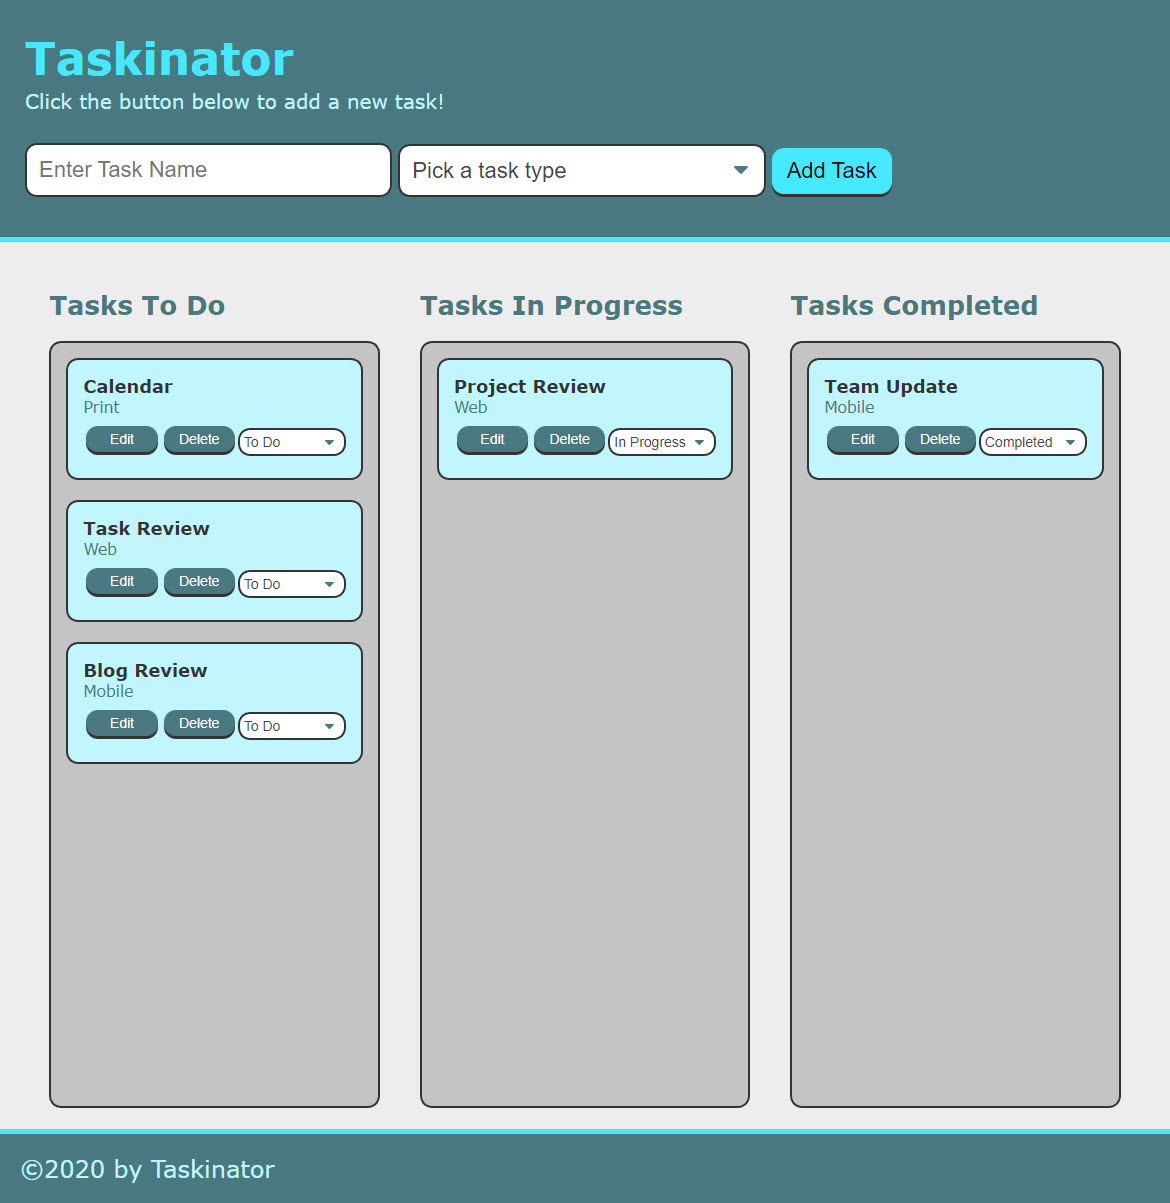 Taskinator
Click the button below to add a new task!
Enter Task Name
Pick a task type
Add Task
Tasks To Do
Calendar
Print
Edit Delete To Do
Task Review
Web
Edit Delete To Do
Blog Review
Mobile
Edit Delete To Do
Tasks In Progress
Project Review
Web
Edit Delete In Progress
Tasks Completed
Team Update
Mobile
Edit Delete Completed
©2020 by Taskinator